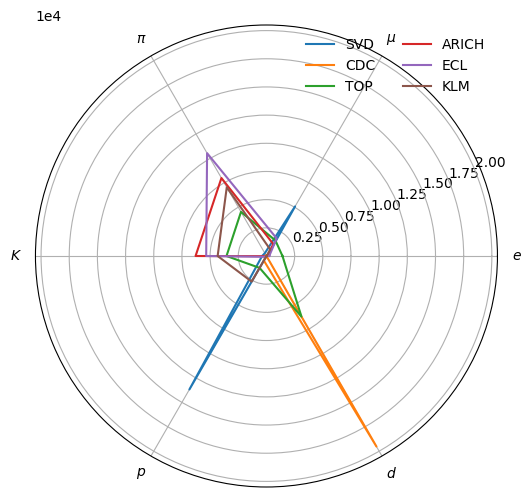 1e4
π
μ
SVD
CDC
TOP
ARICH
ECL
KLM
2.00
1.75
1.50
1.25
1.00
0.75
0.50
0.25
K
e
p
d